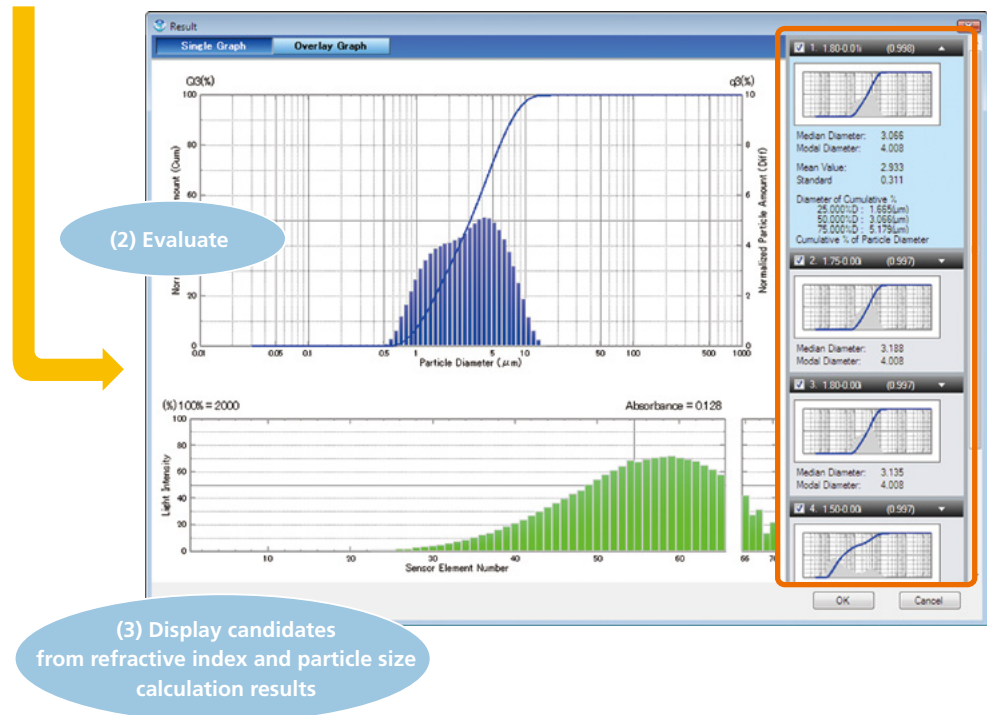 Result
Single Graph Overlay Graph
Q3(%) q3(%)
100 10
80 8
60 6
4
20 2
0 0
0.01 0.05 0.1 0.5 1 5 10 50 100 500 1000
Particle Diameter (μm)
Normalized Particle Amount (Diff)
(2) Evaluate
(%) 100% = 2000 Absorbance = 0.128
100
80
60
40
20
0
Light Intensity
10 20 30 40 50 60 66
Sensor Element Number
1. 1.80-0.01i (0.998)
Median Diameter: 3.066
Modal Diameter: 4.008
Mean Value: 2.933
Standard 0.311
Diameter of Cumulative %
25.000%D : 1.665(μm)
50.000%D : 3.066(μm)
75.000%D : 5.179(μm)
Cumulative % of Particle Diameter
2. 1.75-0.00i (0.997)
Median Diameter: 3.188
Modal Diameter: 4.008
3. 1.80-0.00i (0.997)
Median Diameter: 3.135
Modal Diameter: 4.008
4. 1.50-0.00i (0.997)
OK Cancel
(3) Display candidates
from refractive index and particle size
calculation results